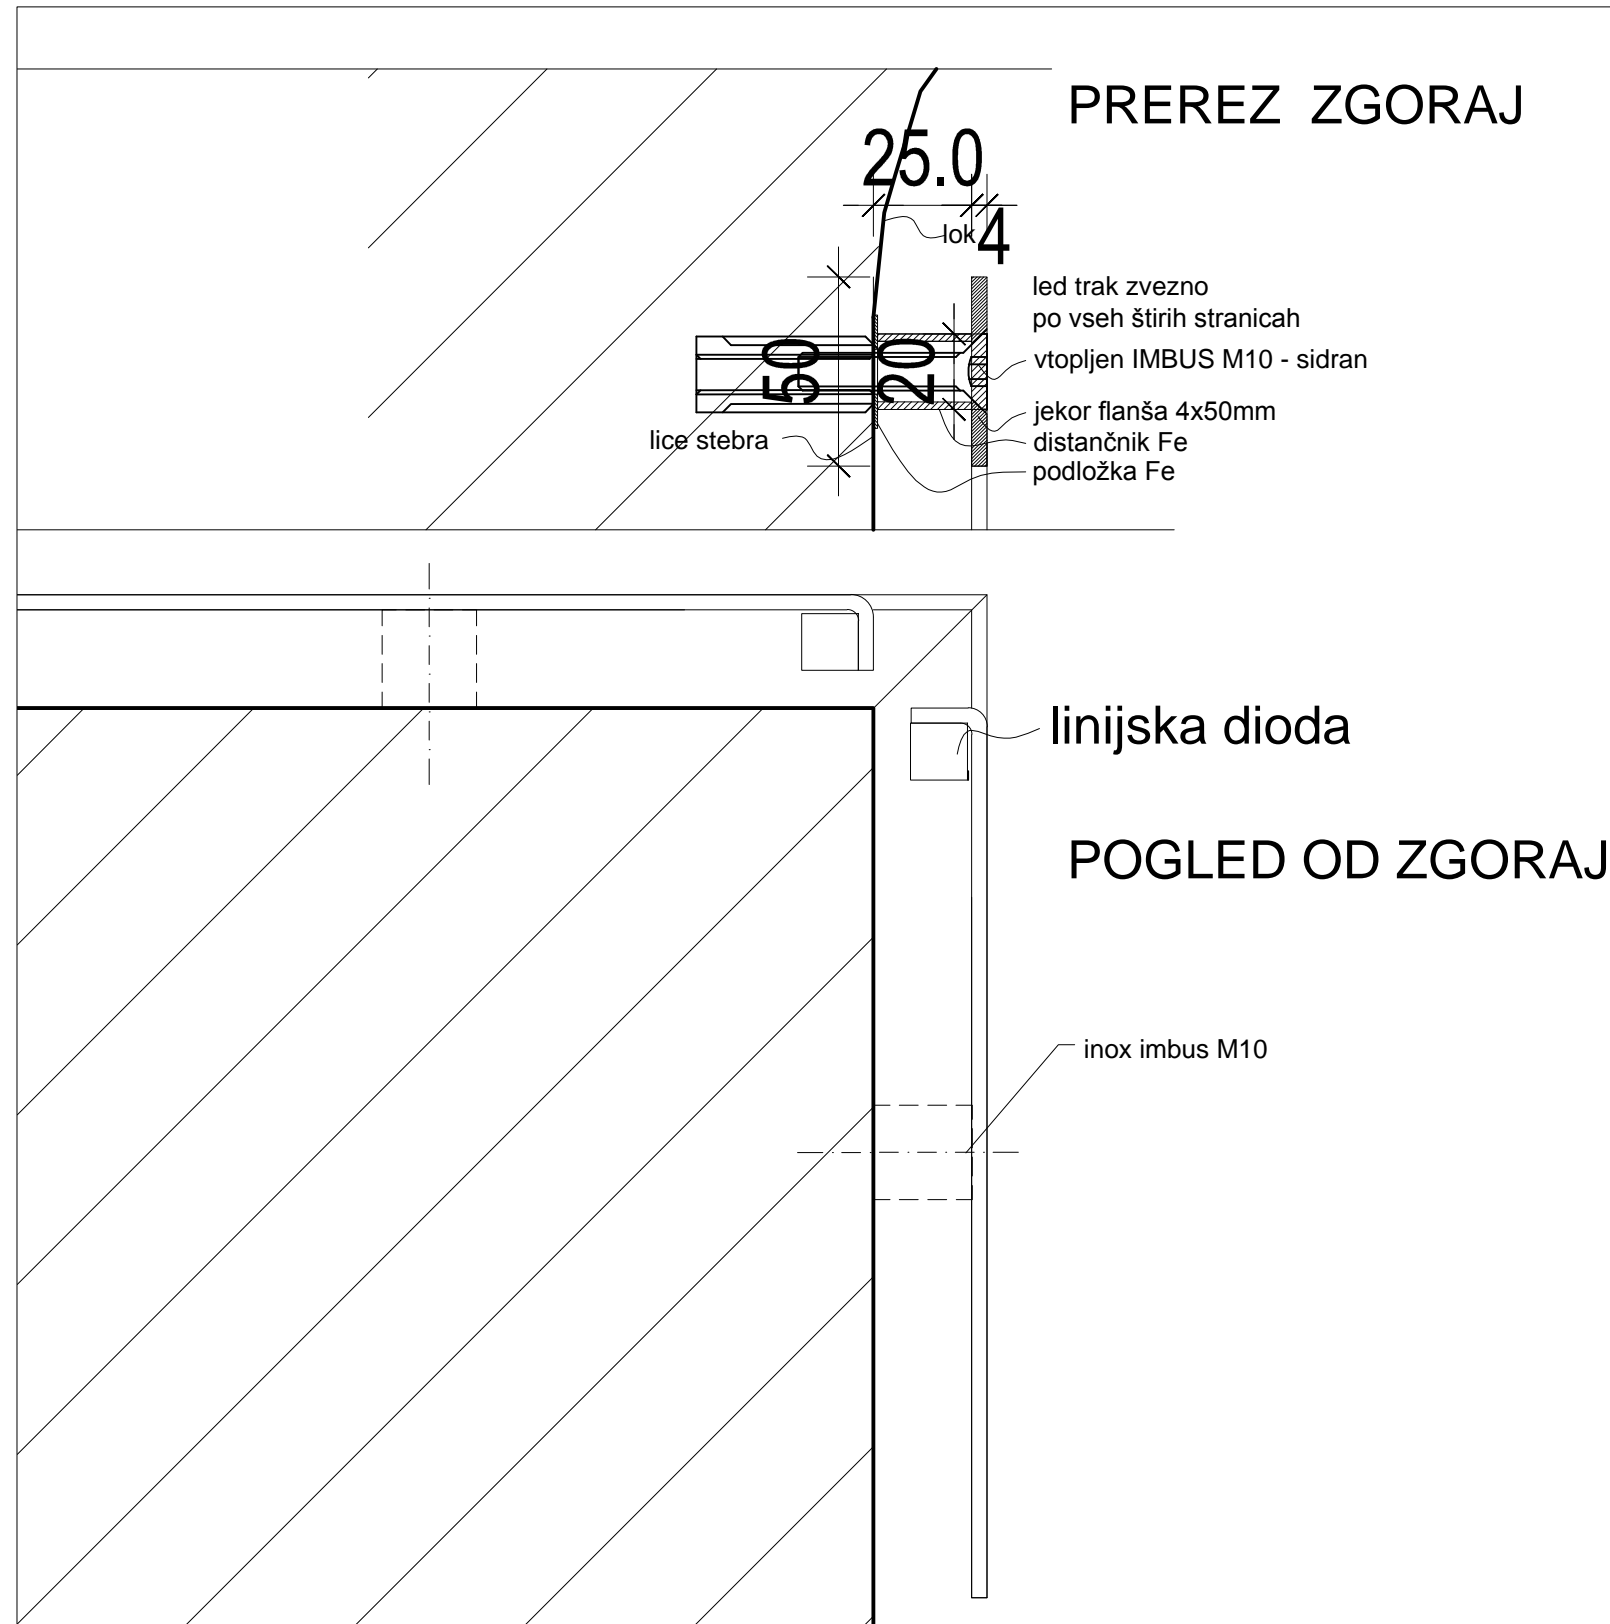 PREREZ ZGORAJ
25.0
lok
4
led trak zvezno
po vseh štirih stranicah
50
20
vtopljen IMBUS M10 - sidran
jekor flanša 4x50mm
lice stebra
distančnik Fe
podložka Fe
linijska dioda
POGLED OD ZGORAJ
inox imbus M10